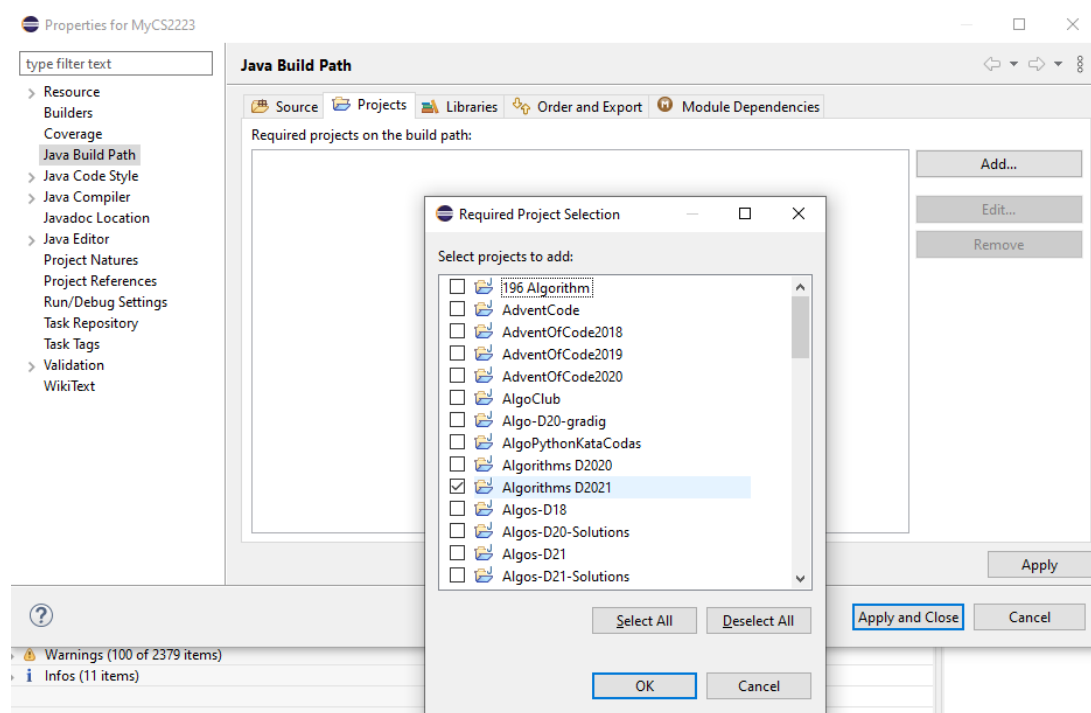 Properties for MyCS2223
type filter text
Resource
Builders
Coverage
Java Build Path
Java Code Style
Java Compiler
Javadoc Location
Java Editor
Project Natures
Project References
Run/Debug Settings
Task Repository
Task Tags
Validation
WikiText
Java Build Path
Source Projects Libraries Order and Export Module Dependencies
Required projects on the build path:
Add...
Edit...
Remove
Required Project Selection
Select projects to add:
196 Algorithm
AdventCode
AdventOfCode2018
AdventOfCode2019
AdventOfCode2020
AlgoClub
Algo-D20-gradig
AlgoPythonKataCodas
Algorithms D2020
Algorithms D2021
Algos-D18
Algos-D20-Solutions
Algos-D21
Algos-D21-Solutions
Select All Deselect All
OK Cancel
Apply
Apply and Close Cancel
Warnings (100 of 2379 items)
Infos (11 items)